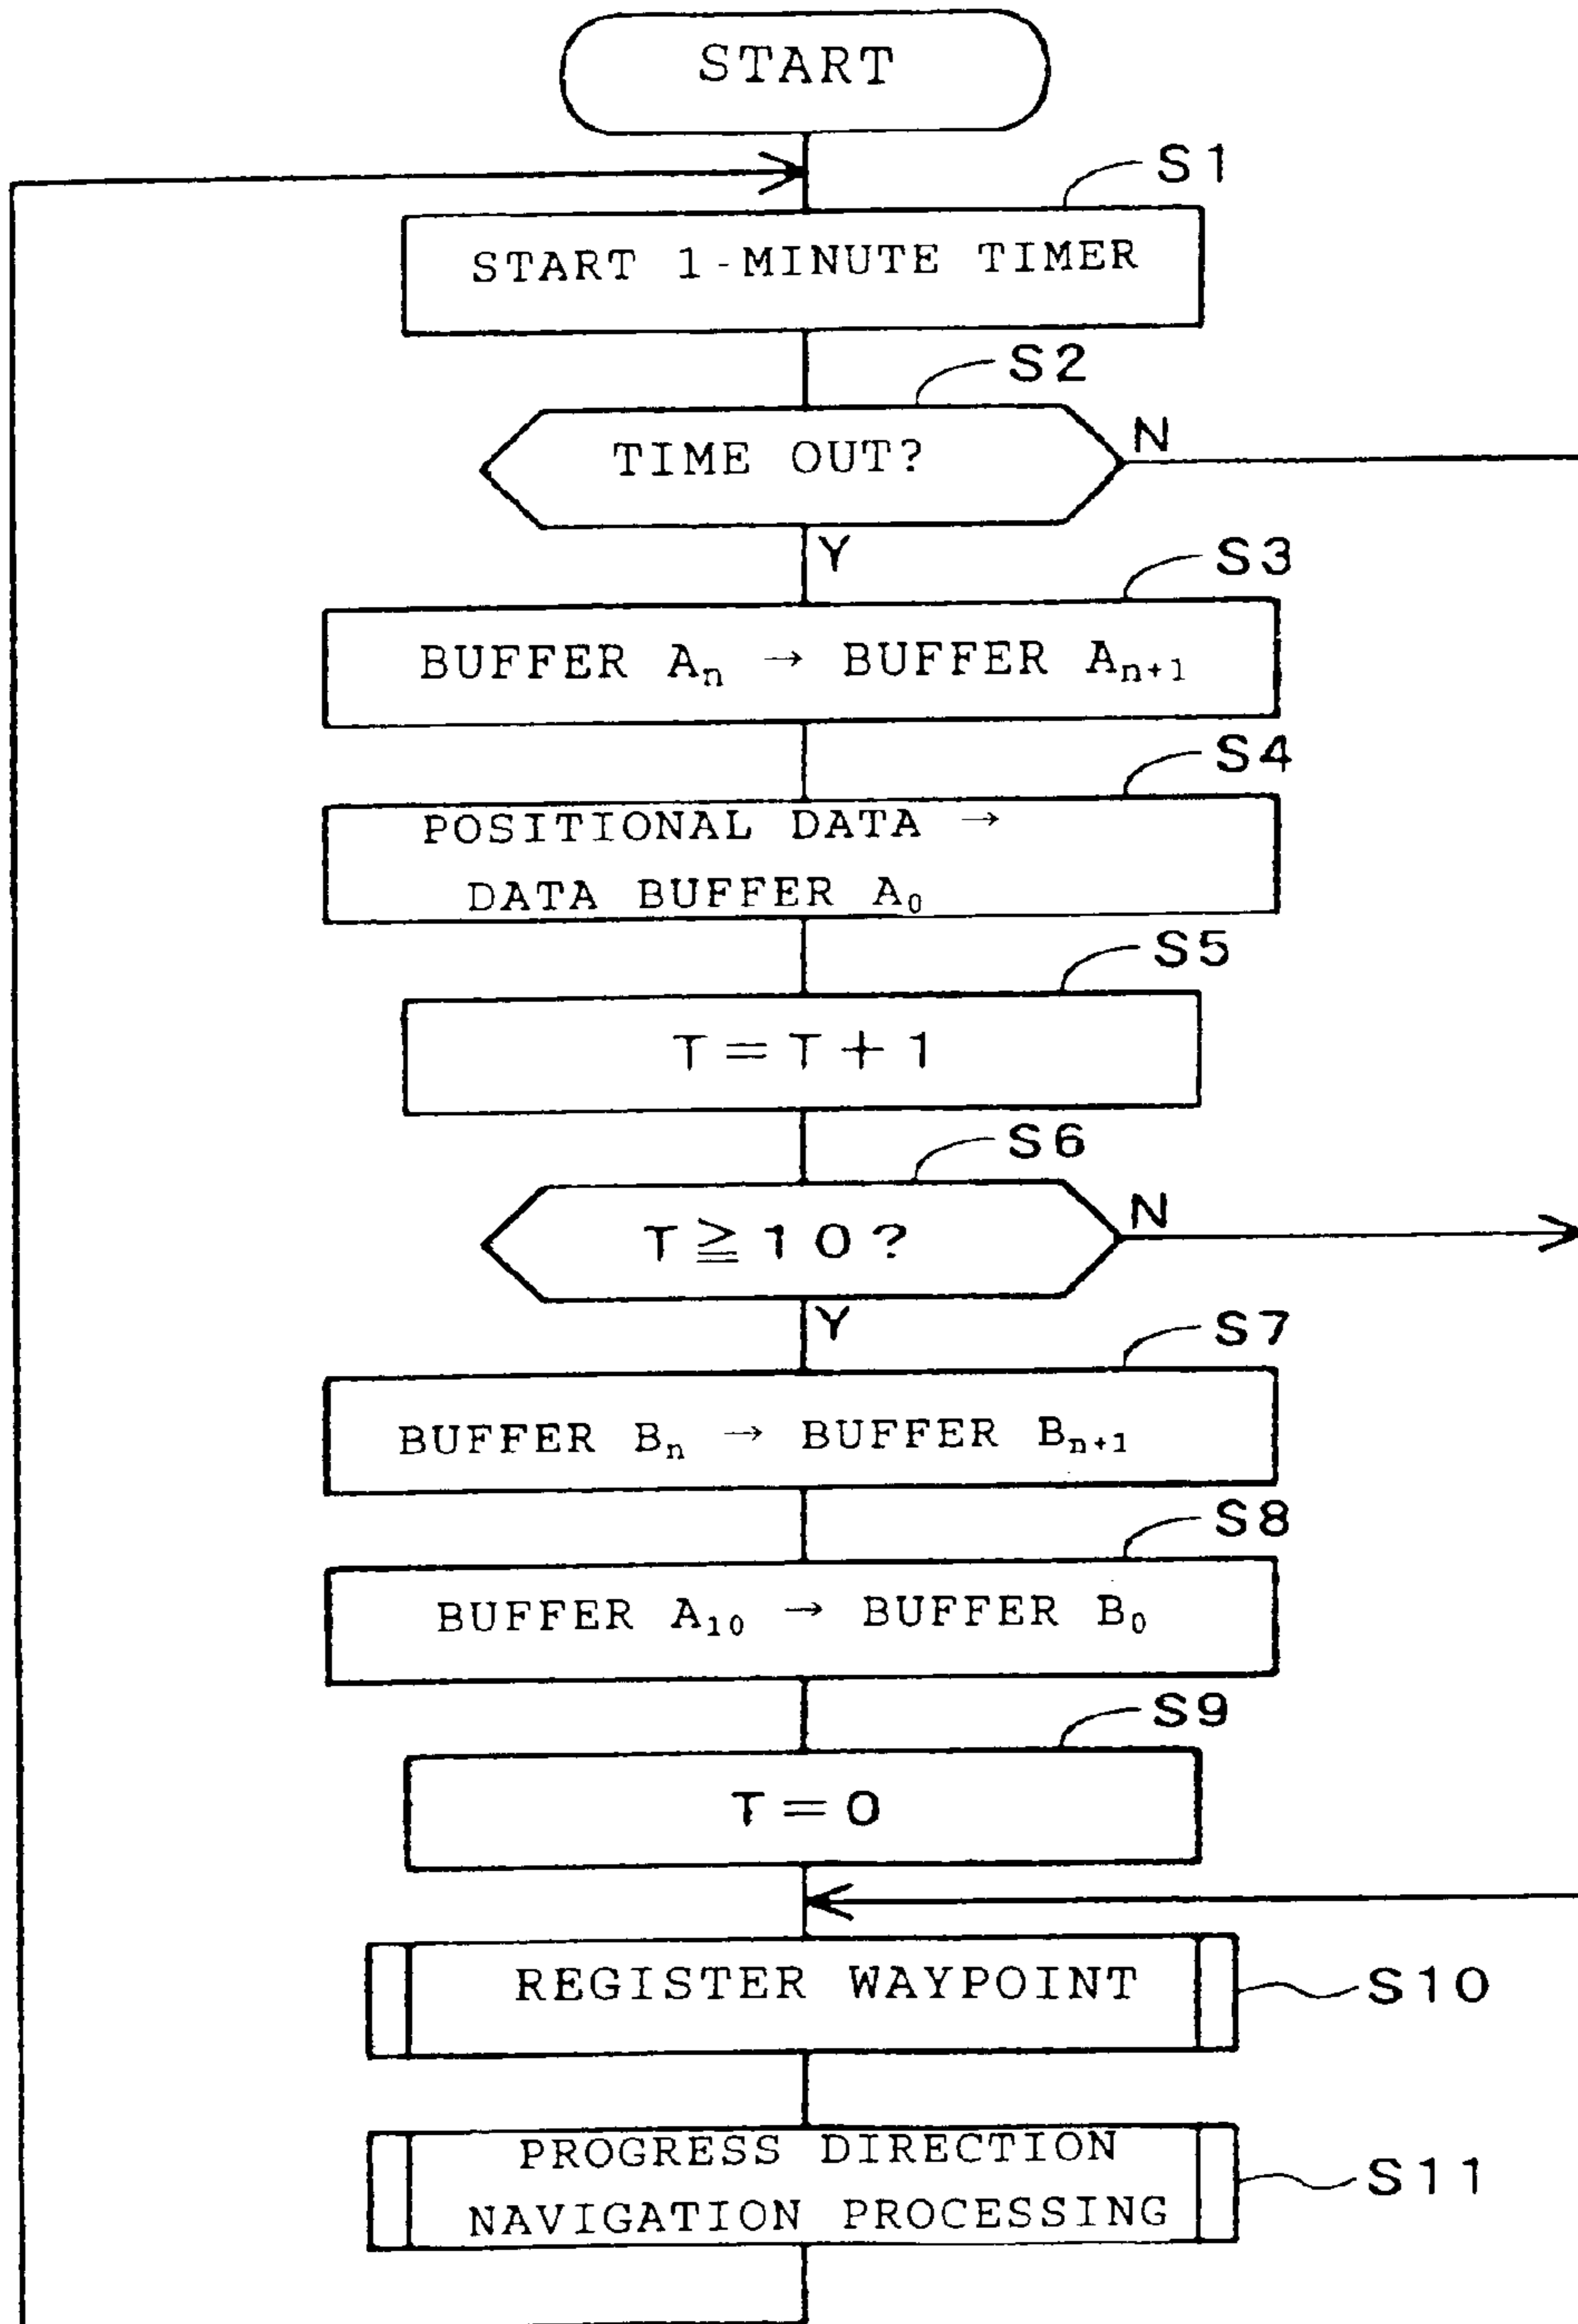 START
S1
START 1-MINUTE TIMER
S2
TIME OUT?
N
Y
S3
BUFFER Aₙ → BUFFER Aₙ₊₁
S4
POSITIONAL DATA →
DATA BUFFER A₀
S5
T=T+1
S6
T≧10?
N
Y
S7
BUFFER Bₙ → BUFFER Bₙ₊₁
S8
BUFFER A₁₀ → BUFFER B₀
S9
T=0
REGISTER WAYPOINT
S10
PROGRESS DIRECTION
NAVIGATION PROCESSING
S11